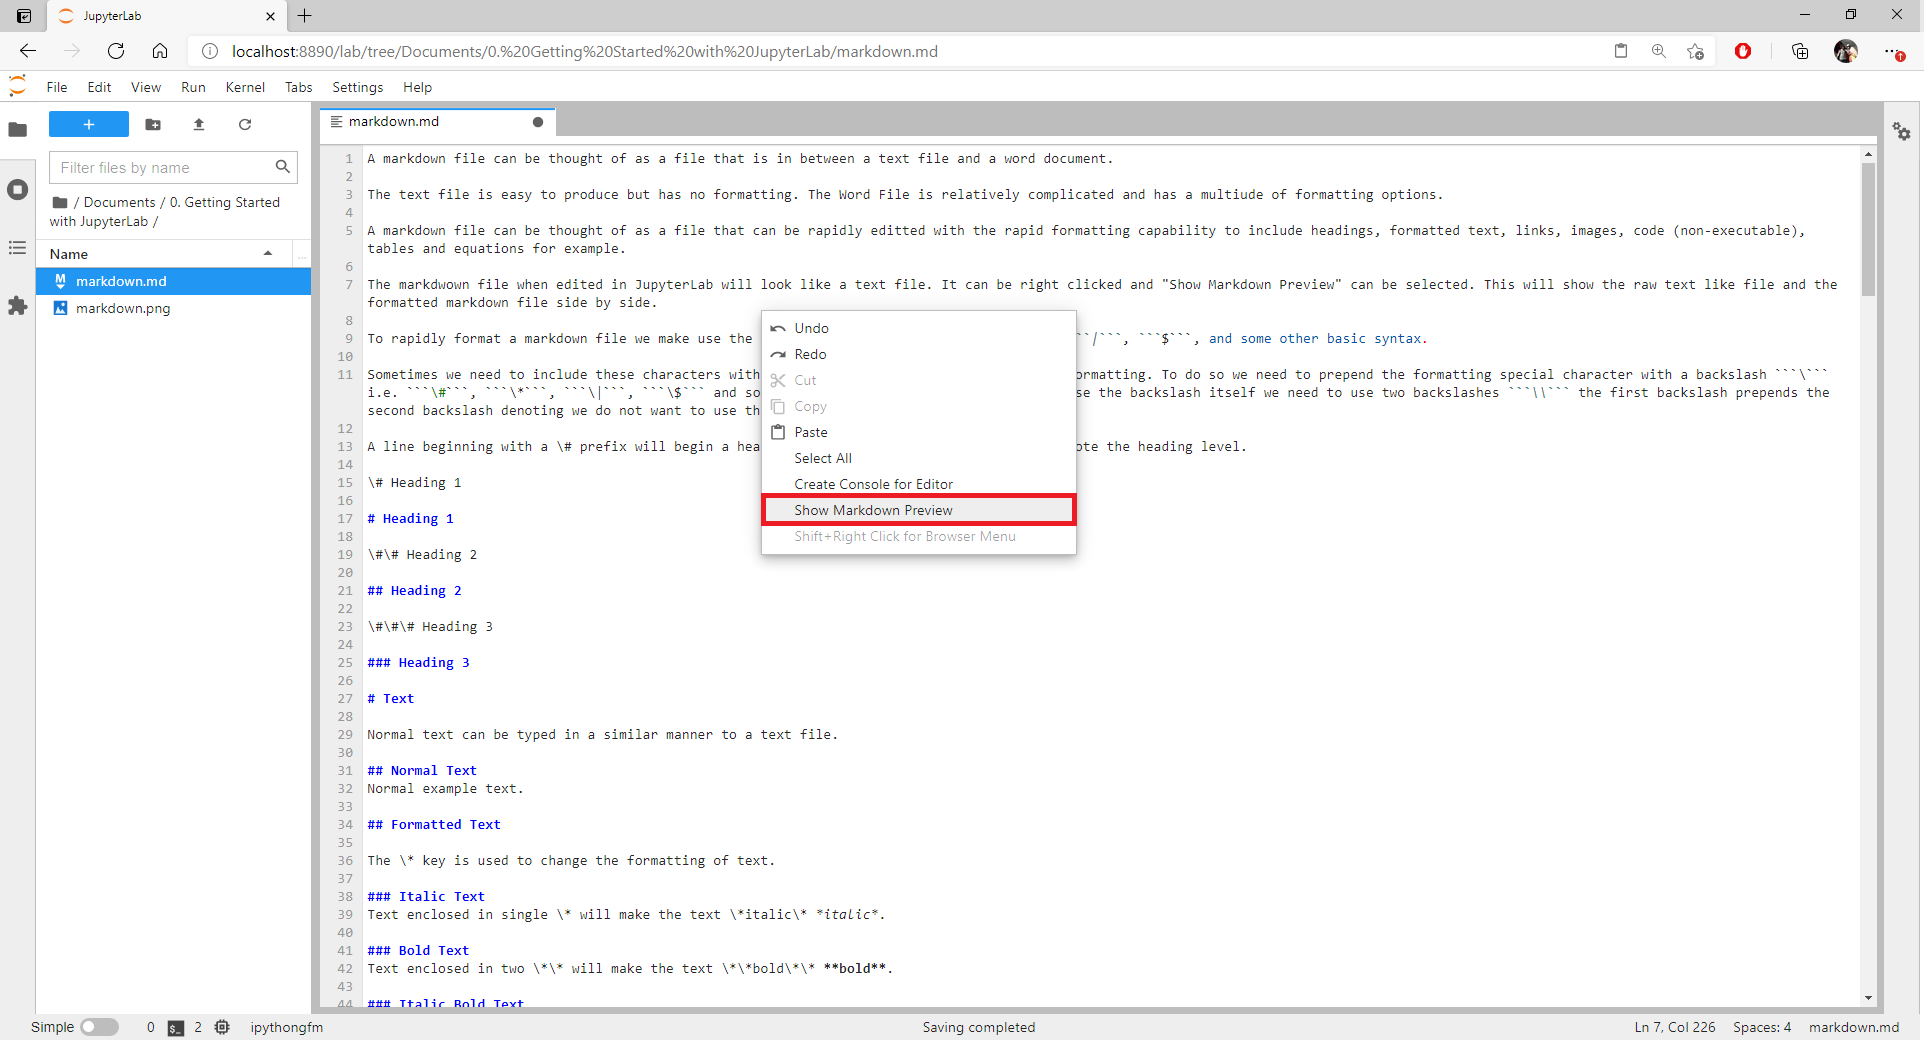 JupyterLab
localhost:8890/lab/tree/Documents/0.%20Getting%20Started%20with%20JupyterLab/markdown.md
File Edit View Run Kernel Tabs Settings Help
+
Filter files by name
/ Documents / 0. Getting Started
with JupyterLab /
Name
...
markdown.md
markdown.png
markdown.md
1 A markdown file can be thought of as a file that is in between a text file and a word document.
2
3 The text file is easy to produce but has no formatting. The Word File is relatively complicated and has a multiude of formatting options.
4
5 A markdown file can be thought of as a file that can be rapidly editted with the rapid formatting capability to include headings, formatted text, links, images, code (non-executable),
tables and equations for example.
6
7 The markdwown file when edited in JupyterLab will look like a text file. It can be right clicked and "Show Markdown Preview" can be selected. This will show the raw text like file and the
formatted markdown file side by side.
8
9 To rapidly format a markdown file we make use the ``|```, ```$```, and some other basic syntax.
10
11 Sometimes we need to include these characters with ormatting. To do so we need to prepend the formatting special character with a backslash ```\```
i.e. ```\#```, ```\*```, ```\|```, ```\$``` and so se the backslash itself we need to use two backslashes ```\\``` the first backslash prepends the
second backslash denoting we do not want to use th
12
13 A line beginning with a \# prefix will begin a hea ote the heading level.
14
15 \# Heading 1
16
17 # Heading 1
18
19 \#\# Heading 2
20
21 ## Heading 2
22
23 \#\#\# Heading 3
24
25 ### Heading 3
26
27 # Text
28
29 Normal text can be typed in a similar manner to a text file.
30
31 ## Normal Text
32 Normal example text.
33
34 ## Formatted Text
35
36 The \* key is used to change the formatting of text.
37
38 ### Italic Text
39 Text enclosed in single \* will make the text \*italic\* *italic*.
40
41 ### Bold Text
42 Text enclosed in two \*\* will make the text \*\*bold\*\* **bold**.
43
44 ### Italic Bold Text
Undo
Redo
Cut
Copy
Paste
Select All
Create Console for Editor
Show Markdown Preview
Shift+Right Click for Browser Menu
Simple 0 $_ 2 ipythongfm Saving completed Ln 7, Col 226 Spaces: 4 markdown.md